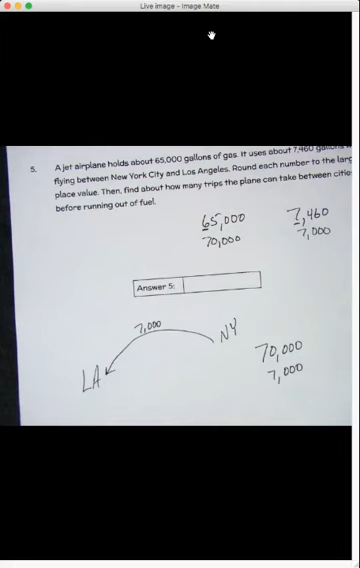 Live image - Image Mate
5. A jet airplane holds about 65,000 gallons of gas. It uses about 7,460 gallons
flying between New York City and Los Angeles. Round each number to the
place value. Then, find about how many trips the plane can take between
before running out of fuel.
65,000 7,460
70,000 7,000
Answer 5:
7,000
NY
LA
70,000
7,000